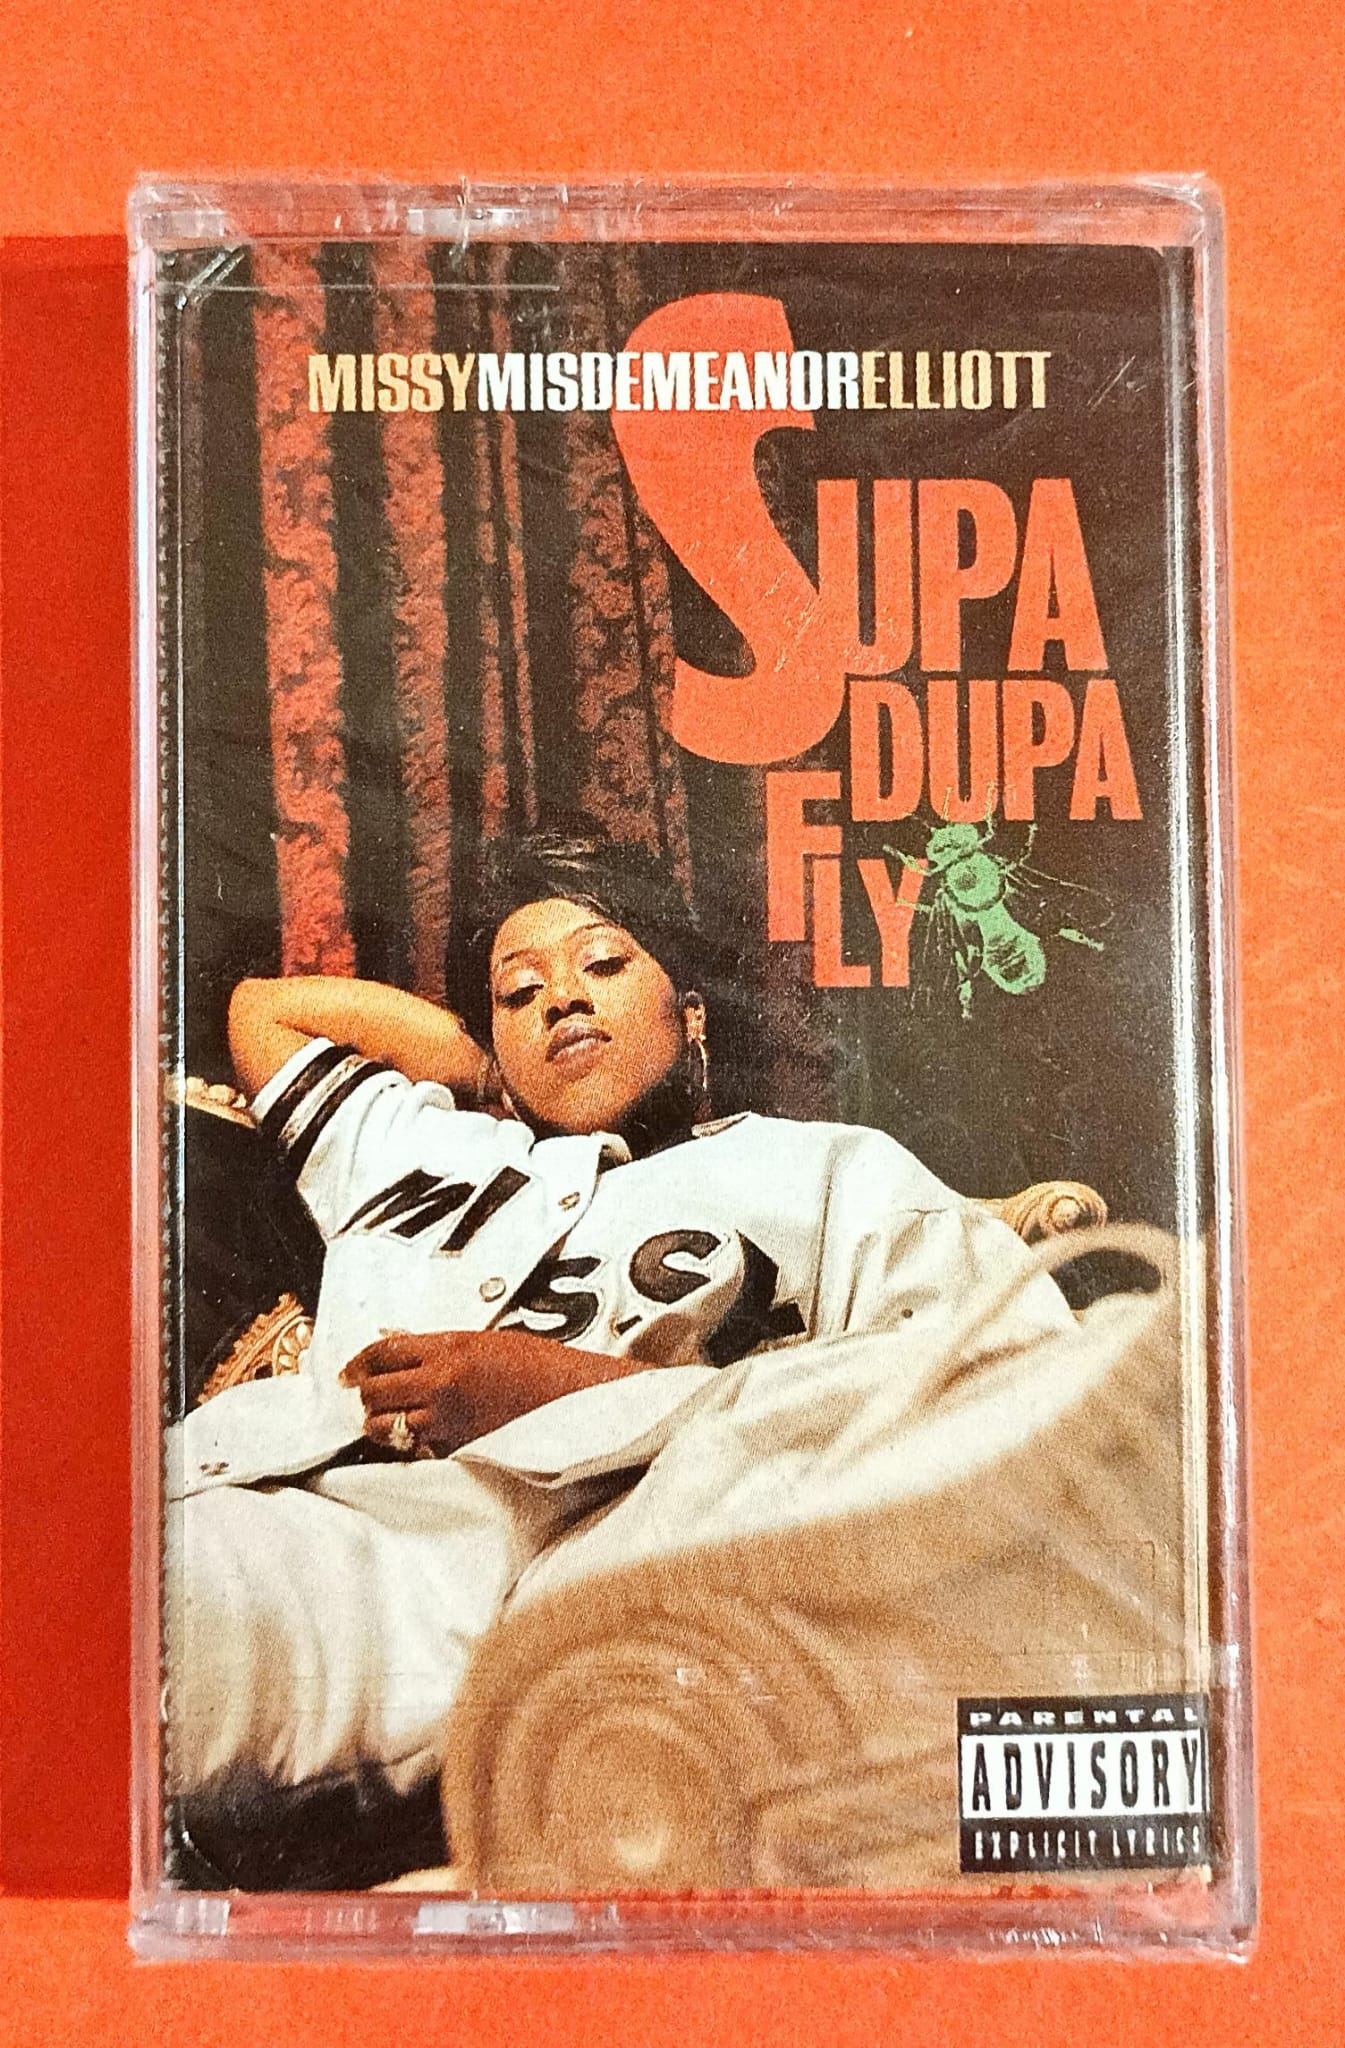 MISSYMISDEMEANORELLIOTT
SUPA
DUPA
FLY
MISSY
PARENTAL
ADVISORY
EXPLICIT LYRICS